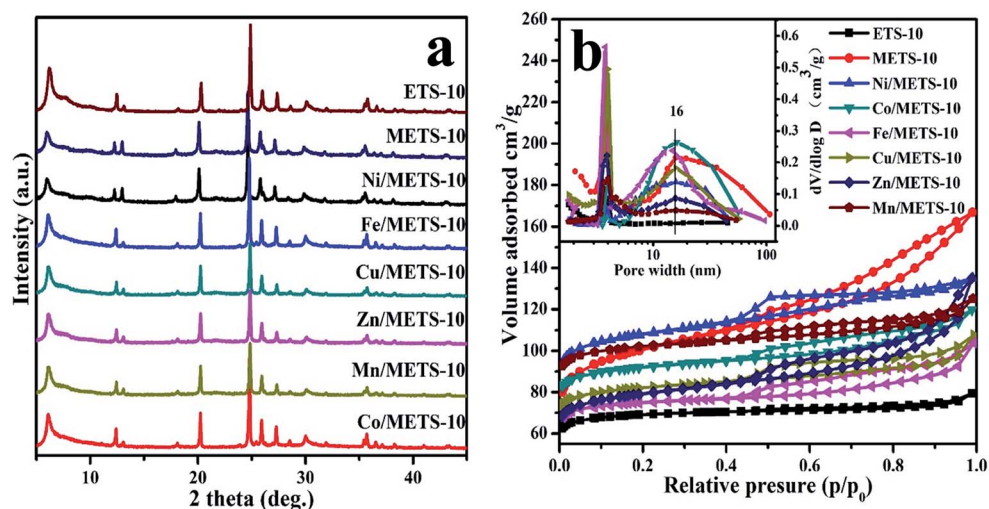 a
ETS-10
METS-10
Ni/METS-10
Fe/METS-10
Cu/METS-10
Zn/METS-10
Mn/METS-10
Co/METS-10
Intensity (a.u.)
10 20 30 40
2 theta (deg.)
b
260
240
220
200
190
180
160
140
120
100
80
60
Volume adsorbed cm³/g
0.0 0.2 0.4 0.6 0.8 1.0
Relative presure (p/p₀)
16
0.6
0.5
0.4
0.3
0.2
0.1
0.0
dV/dlog D (cm³/g)
1 10 100
Pore width (nm)
ETS-10
METS-10
Ni/METS-10
Co/METS-10
Fe/METS-10
Cu/METS-10
Zn/METS-10
Mn/METS-10